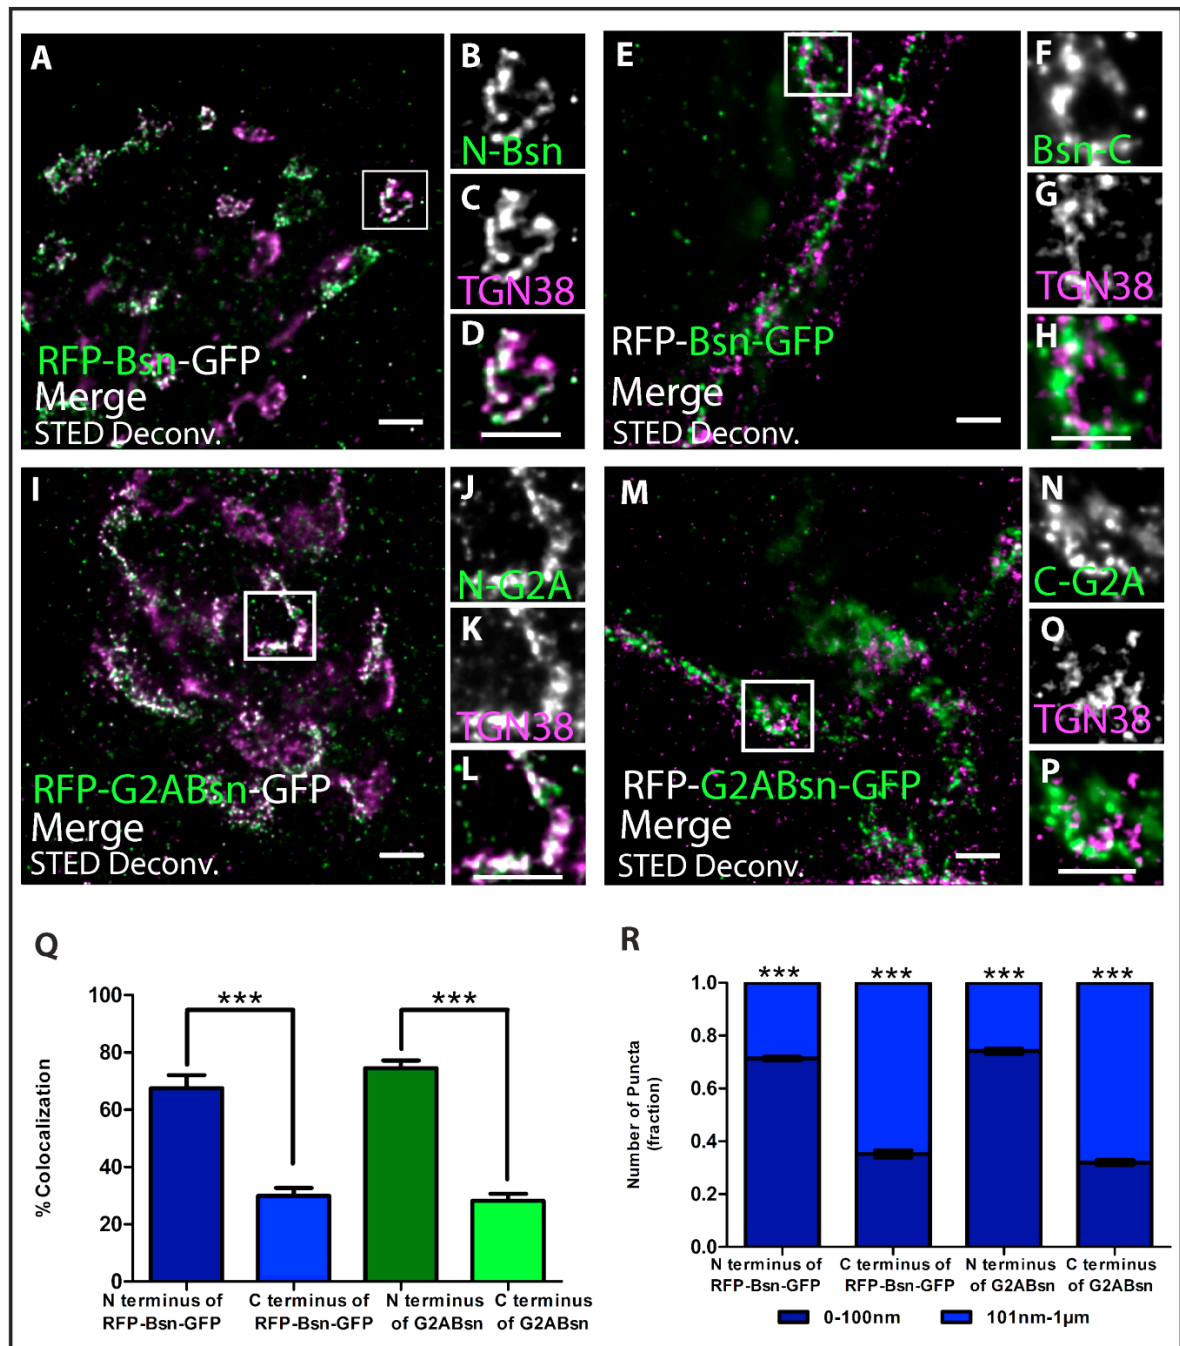 A
RFP-Bsn-GFP
Merge
STED Deconv.
B
N-Bsn
C
TGN38
D
E
RFP-Bsn-GFP
Merge
STED Deconv.
F
Bsn-C
G
TGN38
H
I
RFP-G2ABsn-GFP
Merge
STED Deconv.
J
N-G2A
K
TGN38
L
M
RFP-G2ABsn-GFP
Merge
STED Deconv.
N
C-G2A
O
TGN38
P
Q
% Colocalization
100
80
60
40
20
0
***
***
N terminus of
RFP-Bsn-GFP
C terminus of
RFP-Bsn-GFP
N terminus
of G2ABsn
C terminus
of G2ABsn
R
Number of Puncta
(fraction)
1.0
0.8
0.6
0.4
0.2
0.0
***
***
***
***
N terminus of
RFP-Bsn-GFP
C terminus of
RFP-Bsn-GFP
N terminus
of G2ABsn
C terminus
of G2ABsn
0-100nm
101nm-1µm